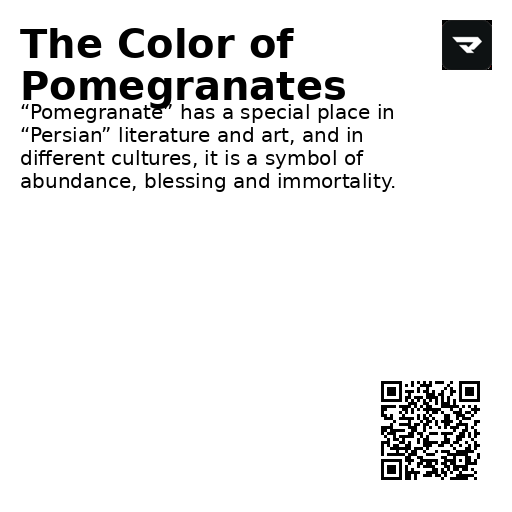 The Color of
Pomegranates
“Pomegranate” has a special place in
“Persian” literature and art, and in
different cultures, it is a symbol of
abundance, blessing and immortality.